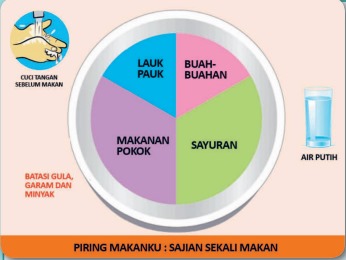 CUCI TANGAN
SEBELUM MAKAN
LAUK
PAUK
BUAH-
BUAHAN
MAKANAN
POKOK
SAYURAN
AIR PUTIH
BATASI GULA,
GARAM DAN
MINYAK
PIRING MAKANKU : SAJIAN SEKALI MAKAN